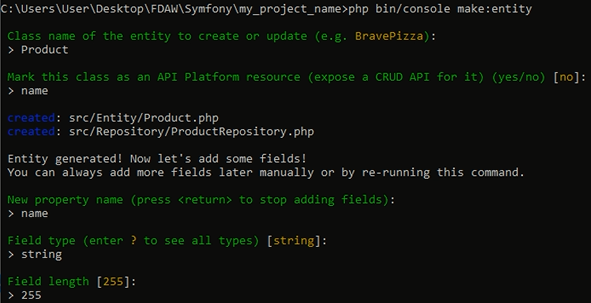 C:\Users\User\Desktop\FDAW\Symfony\my_project_name>php bin/console make:entity
Class name of the entity to create or update (e.g. BravePizza):
> Product
Mark this class as an API Platform resource (expose a CRUD API for it) (yes/no) [no]:
> name
created: src/Entity/Product.php
created: src/Repository/ProductRepository.php
Entity generated! Now let's add some fields!
You can always add more fields later manually or by re-running this command.
New property name (press <return> to stop adding fields):
> name
Field type (enter ? to see all types) [string]:
> string
Field length [255]:
> 255